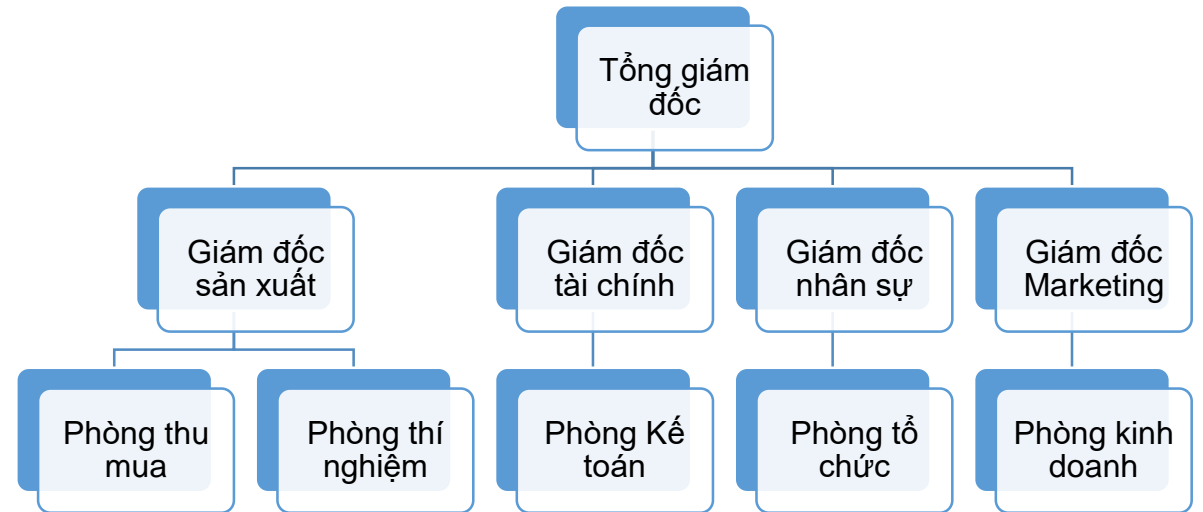 Tổng giám
đốc
Giám đốc
sản xuất
Giám đốc
tài chính
Giám đốc
nhân sự
Giám đốc
Marketing
Phòng thu
mua
Phòng thí
nghiệm
Phòng Kế
toán
Phòng tổ
chức
Phòng kinh
doanh